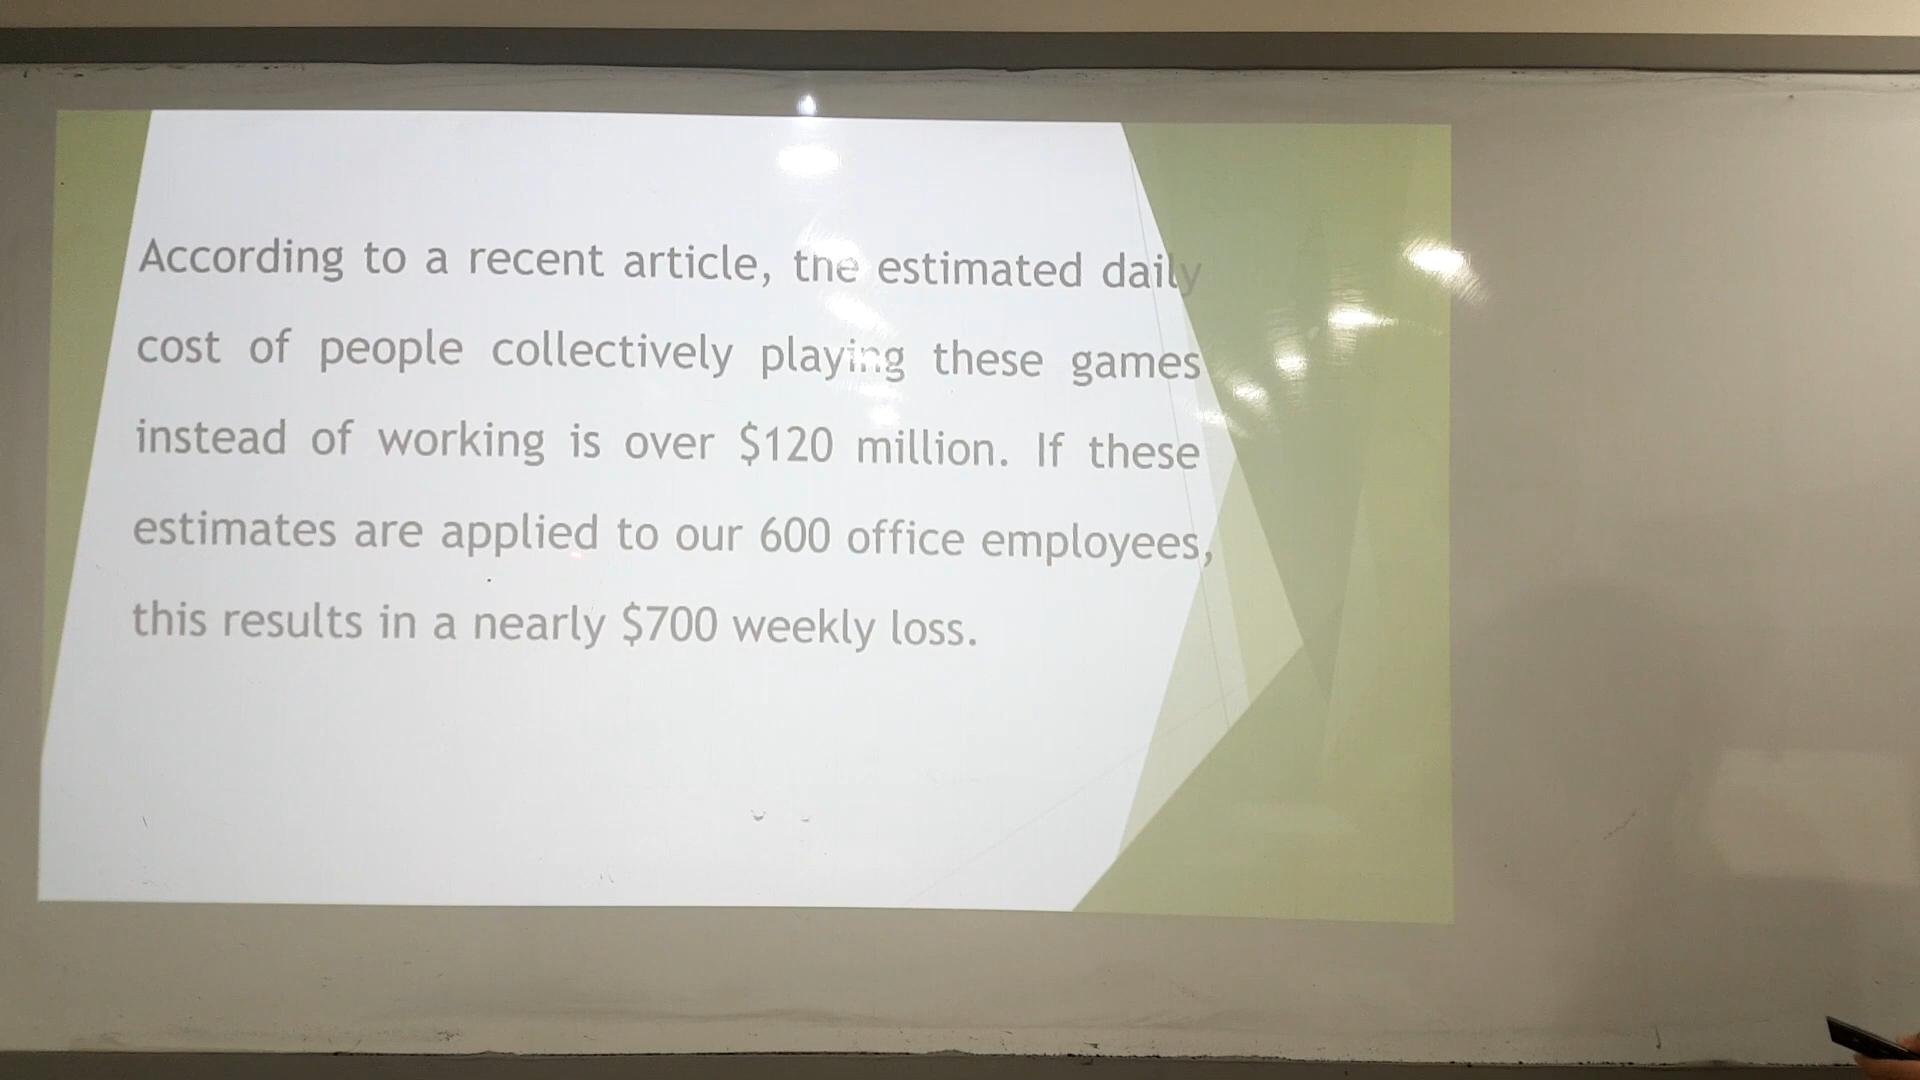 According to a recent article, the estimated daily
cost of people collectively playing these games
instead of working is over $120 million. If these
estimates are applied to our 600 office employees,
this results in a nearly $700 weekly loss.